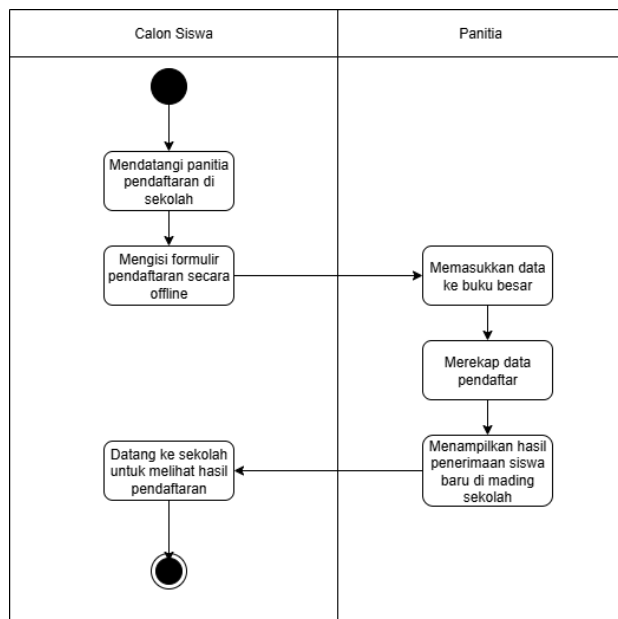 Calon Siswa
Panitia
Mendatangi panitia
pendaftaran di
sekolah
Mengisi formulir
pendaftaran secara
offline
Memasukkan data
ke buku besar
Merekap data
pendaftar
Menampilkan hasil
penerimaan siswa
baru di mading
sekolah
Datang ke sekolah
untuk melihat hasil
pendaftaran